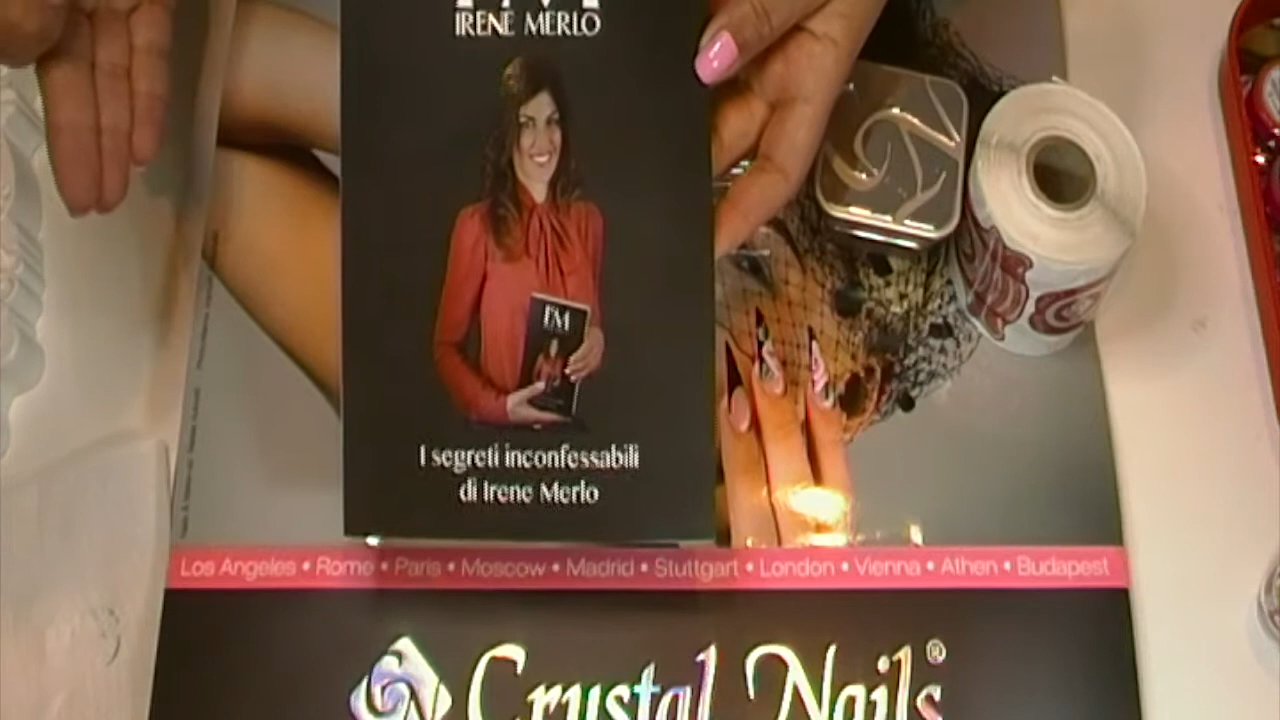 IRENE MERLO
I'M
I segreti inconfessabili
di Irene Merlo
Los Angeles • Rome • Paris • Moscow • Madrid • Stuttgart • London • Vienna • Athen • Budapest
Crystal Nails®